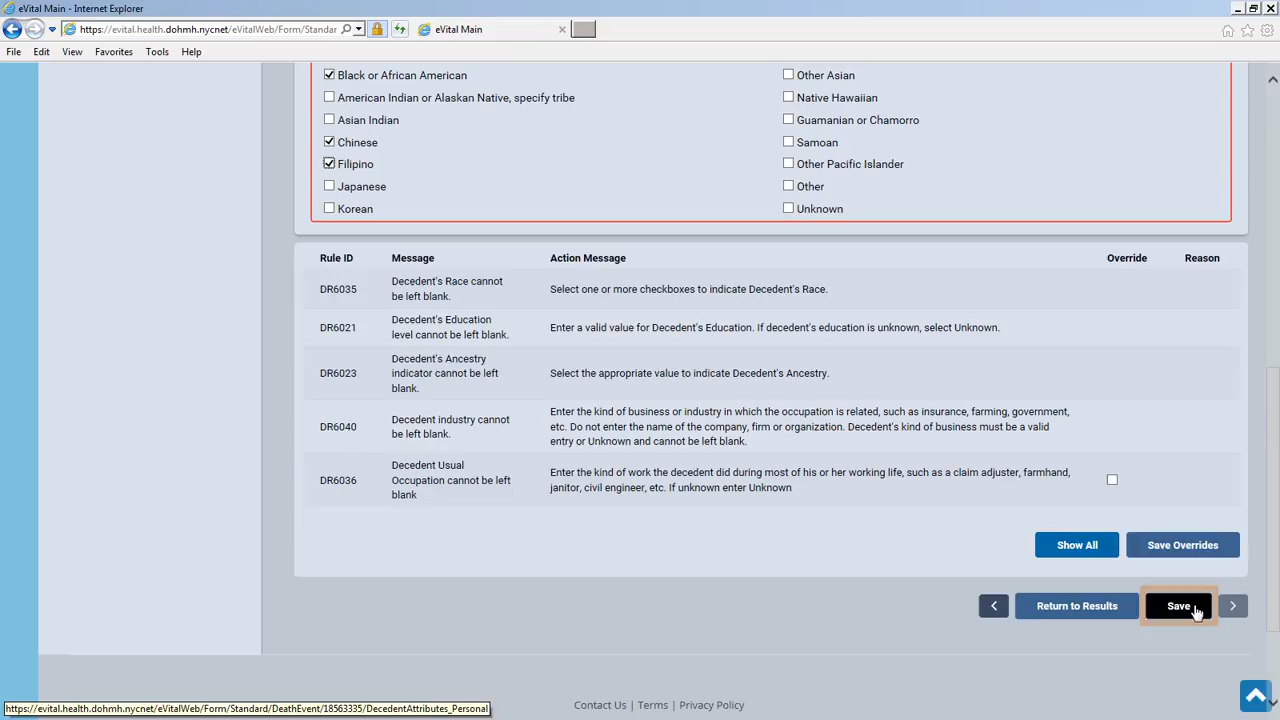 eVital Main - Internet Explorer
https://evital.health.dohmh.nycnet/eVitalWeb/Form/Standar
eVital Main
File Edit View Favorites Tools Help
Black or African American
Other Asian
American Indian or Alaskan Native, specify tribe
Native Hawaiian
Asian Indian
Guamanian or Chamorro
Chinese
Samoan
Filipino
Other Pacific Islander
Japanese
Other
Korean
Unknown
Rule ID Message Action Message Override Reason
DR6035
Decedent's Race cannot
be left blank.
Select one or more checkboxes to indicate Decedent's Race.
DR6021
Decedent's Education
level cannot be left blank.
Enter a valid value for Decedent's Education. If decedent's education is unknown, select Unknown.
DR6023
Decedent's Ancestry
indicator cannot be left
blank.
Select the appropriate value to indicate Decedent's Ancestry.
DR6040
Decedent industry cannot
be left blank.
Enter the kind of business or industry in which the occupation is related, such as insurance, farming, government,
etc. Do not enter the name of the company, firm or organization. Decedent's kind of business must be a valid
entry or Unknown and cannot be left blank.
DR6036
Decedent Usual
Occupation cannot be left
blank
Enter the kind of work the decedent did during most of his or her working life, such as a claim adjuster, farmhand,
janitor, civil engineer, etc. If unknown enter Unknown
Show All
Save Overrides
Return to Results
Save
Contact Us | Terms | Privacy Policy
https://evital.health.dohmh.nycnet/eVitalWeb/Form/Standard/DeathEvent/18563335/DecedentAttributes_Personal